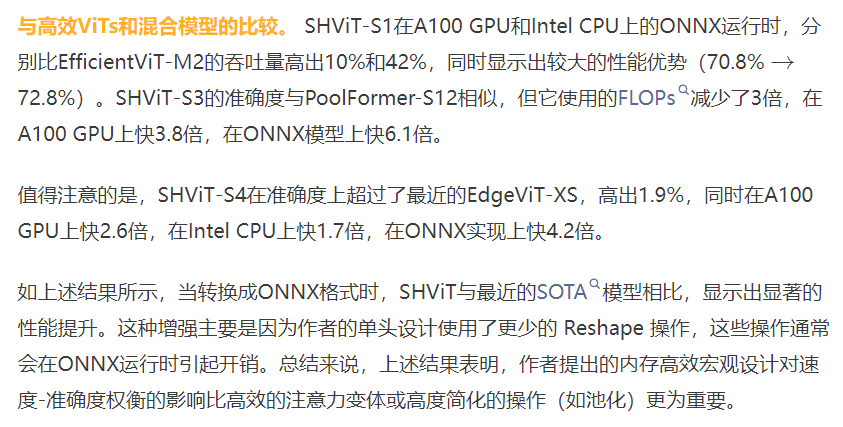 与高效ViTs和混合模型的比较。 SHViT-S1在A100 GPU和Intel CPU上的ONNX运行时，分
别比EfficientViT-M2的吞吐量高出10%和42%，同时显示出较大的性能优势（70.8% →
72.8%）。SHViT-S3的准确度与PoolFormer-S12相似，但它使用的FLOPs减少了3倍，在
A100 GPU上快3.8倍，在ONNX模型上快6.1倍。
值得注意的是，SHViT-S4在准确度上超过了最近的EdgeViT-XS，高出1.9%，同时在A100
GPU上快2.6倍，在Intel CPU上快1.7倍，在ONNX实现上快4.2倍。
如上述结果所示，当转换成ONNX格式时，SHViT与最近的SOTA模型相比，显示出显著的
性能提升。这种增强主要是因为作者的单头设计使用了更少的 Reshape 操作，这些操作通常
会在ONNX运行时引起开销。总结来说，上述结果表明，作者提出的内存高效宏观设计对速
度-准确度权衡的影响比高效的注意力变体或高度简化的操作（如池化）更为重要。